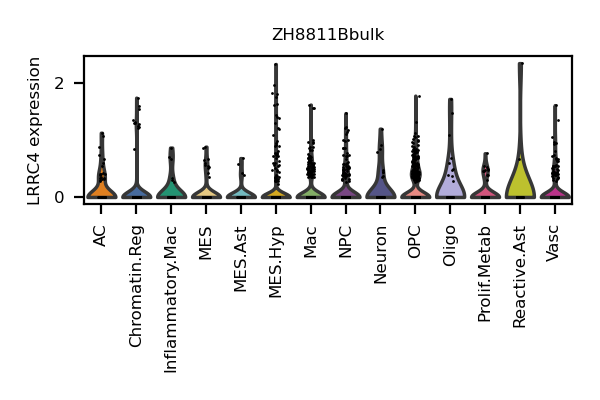 ZH8811Bbulk
LRRC4 expression
2
0
AC
Chromatin.Reg
Inflammatory.Mac
MES
MES.Ast
MES.Hyp
Mac
NPC
Neuron
OPC
Oligo
Prolif.Metab
Reactive.Ast
Vasc